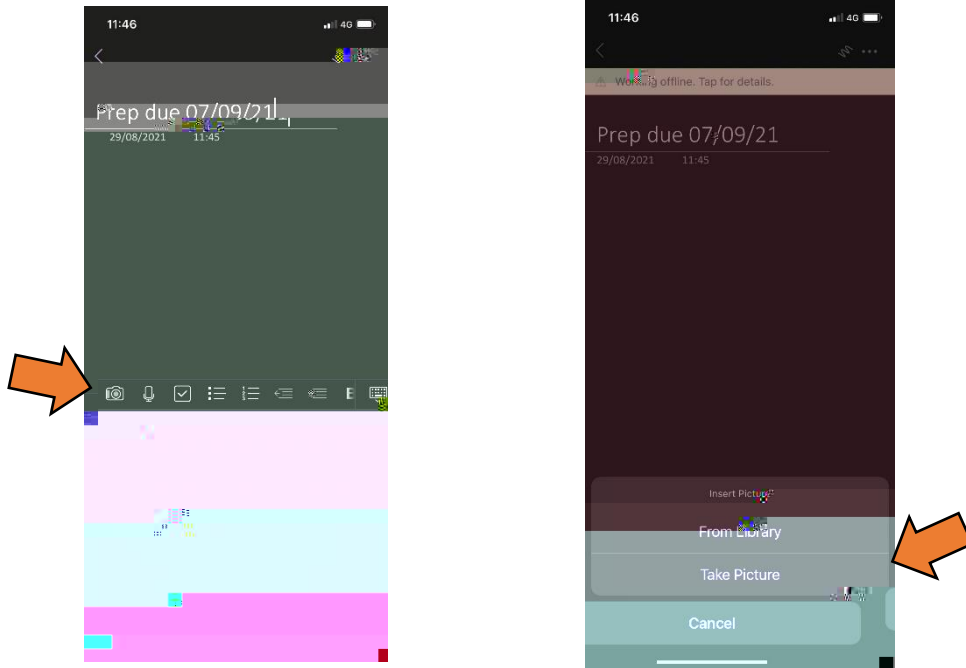 11:46
4G
Prep due 07/09/21
29/08/2021 11:45
11:46
4G
Working offline. Tap for details.
Prep due 07/09/21
29/08/2021 11:45
Insert Picture
From Library
Take Picture
Cancel